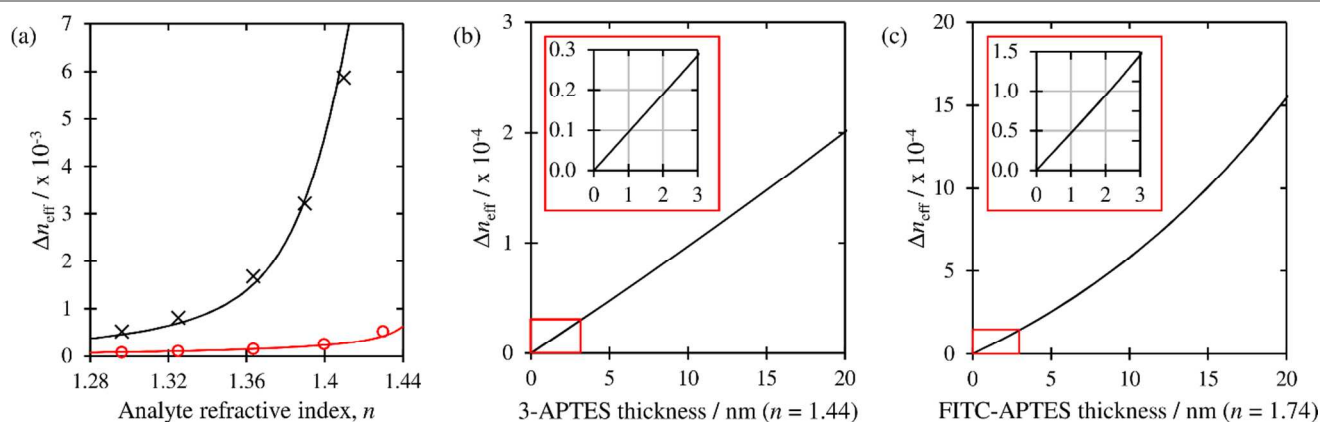 (a)
7
6
5
4
3
2
1
0
Δn_eff / x 10⁻³
1.28 1.32 1.36 1.4 1.44
Analyte refractive index, n
(b)
3
2
1
0
Δn_eff / x 10⁻⁴
0.3
0.2
0.1
0.0
0 1 2 3
0 5 10 15 20
3-APTES thickness / nm (n = 1.44)
(c)
20
15
10
5
0
Δn_eff / x 10⁻⁴
1.5
1.0
0.5
0.0
0 1 2 3
0 5 10 15 20
FITC-APTES thickness / nm (n = 1.74)